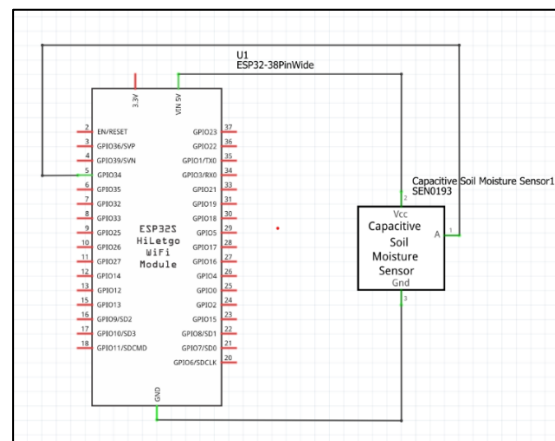 U1
ESP32-38PinWide
3.3V
VIN 5V
2 EN/RESET
3 GPIO36/SVP
4 GPIO39/SVN
5 GPIO34
6 GPIO35
7 GPIO32
8 GPIO33
9 GPIO25
10 GPIO26
11 GPIO27
12 GPIO14
13 GPIO12
14 GPIO13
15 GPIO9/SD2
16 GPIO10/SD3
17 GPIO11/SDCMD
18
GPIO23 37
GPIO22 36
GPIO1/TX0 35
GPIO3/RX0 34
GPIO21 33
GPIO19 31
GPIO18 30
GPIO5 29
GPIO17 28
GPIO16 27
GPIO4 26
GPIO0 25
GPIO2 24
GPIO15 23
GPIO8/SD1 22
GPIO7/SD0 21
GPIO6/SDCLK 20
ESP32S
HiLetgo
WiFi
Module
GND
Capacitive Soil Moisture Sensor1
SEN0193
2
Vcc
Capacitive
Soil
Moisture
Sensor
A 1
Gnd
3